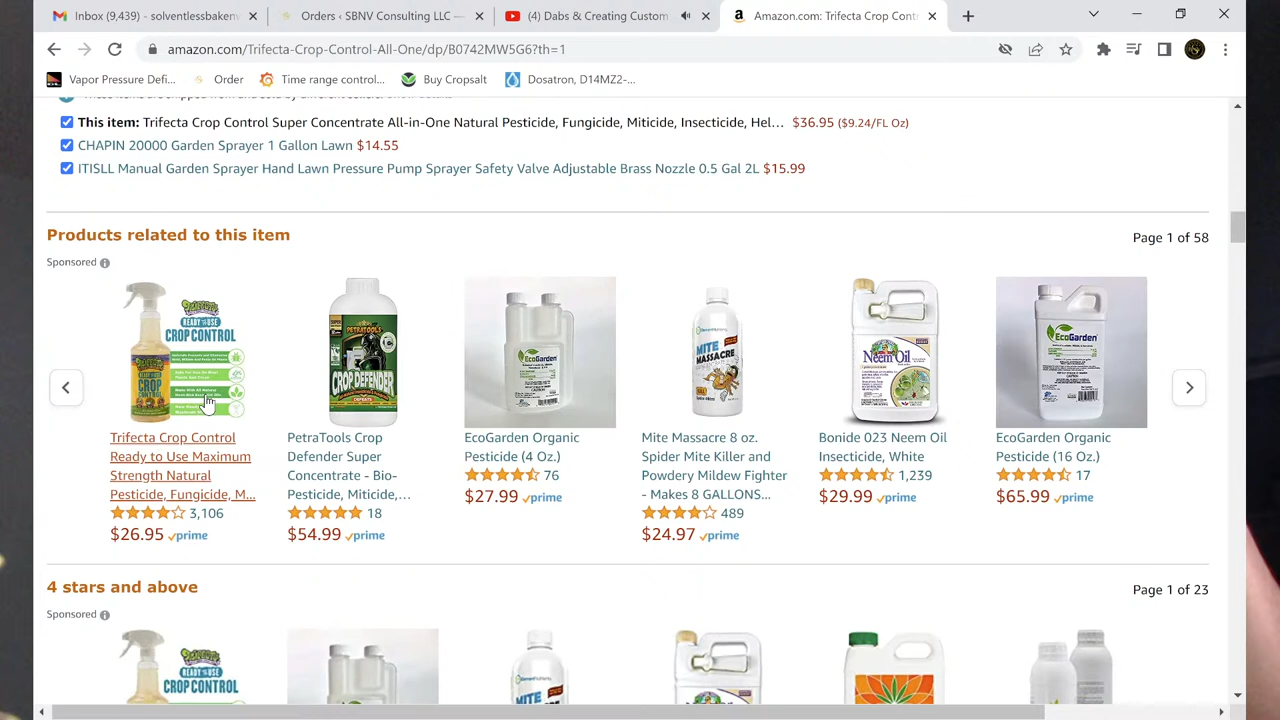 Inbox (9,439) - solventlessbaken
Orders ‹ SBNV Consulting LLC —
(4) Dabs & Creating Custom
Amazon.com: Trifecta Crop Cont
amazon.com/Trifecta-Crop-Control-All-One/dp/B0742MW5G6?th=1
Vapor Pressure Defi...
Order
Time range control...
Buy Cropsalt
Dosatron, D14MZ2-...
This item: Trifecta Crop Control Super Concentrate All-in-One Natural Pesticide, Fungicide, Miticide, Insecticide, Hel... $36.95 ($9.24/FL Oz)
CHAPIN 20000 Garden Sprayer 1 Gallon Lawn $14.55
ITISLL Manual Garden Sprayer Hand Lawn Pressure Pump Sprayer Safety Valve Adjustable Brass Nozzle 0.5 Gal 2L $15.99
Products related to this item
Page 1 of 58
Sponsored
READY TO USE
CROP CONTROL
CROP
CONTROL
PETRATOOLS
CROP
DEFENDER
EcoGarden
MITE
MASSACRE
Neem Oil
EcoGarden
Trifecta Crop Control
Ready to Use Maximum
Strength Natural
Pesticide, Fungicide, M...
3,106
$26.95 prime
PetraTools Crop
Defender Super
Concentrate - Bio-
Pesticide, Miticide,...
18
$54.99 prime
EcoGarden Organic
Pesticide (4 Oz.)
76
$27.99 prime
Mite Massacre 8 oz.
Spider Mite Killer and
Powdery Mildew Fighter
- Makes 8 GALLONS...
489
$24.97 prime
Bonide 023 Neem Oil
Insecticide, White
1,239
$29.99 prime
EcoGarden Organic
Pesticide (16 Oz.)
17
$65.99 prime
4 stars and above
Page 1 of 23
Sponsored
READY TO USE
CROP CONTROL
MITE